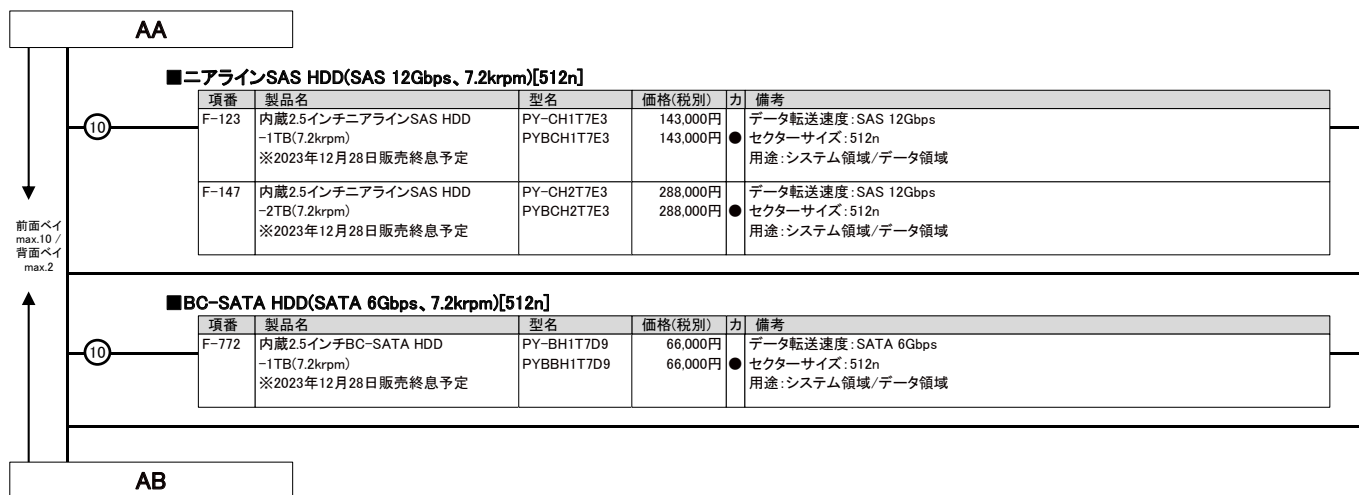 AA
■ニアラインSAS HDD(SAS 12Gbps、7.2krpm)[512n]
項番 製品名 型名 価格(税別) カ 備考
F-123 内蔵2.5インチニアラインSAS HDD PY-CH1T7E3 143,000円 データ転送速度:SAS 12Gbps
-1TB(7.2krpm) PYBCH1T7E3 143,000円 ● セクターサイズ:512n
※2023年12月28日販売終息予定 用途:システム領域/データ領域
⑩
F-147 内蔵2.5インチニアラインSAS HDD PY-CH2T7E3 288,000円 データ転送速度:SAS 12Gbps
-2TB(7.2krpm) PYBCH2T7E3 288,000円 ● セクターサイズ:512n
※2023年12月28日販売終息予定 用途:システム領域/データ領域
前面ベイ
max.10 /
背面ベイ
max.2
■BC-SATA HDD(SATA 6Gbps、7.2krpm)[512n]
項番 製品名 型名 価格(税別) カ 備考
F-772 内蔵2.5インチBC-SATA HDD PY-BH1T7D9 66,000円 データ転送速度:SATA 6Gbps
-1TB(7.2krpm) PYBBH1T7D9 66,000円 ● セクターサイズ:512n
※2023年12月28日販売終息予定 用途:システム領域/データ領域
⑩
AB